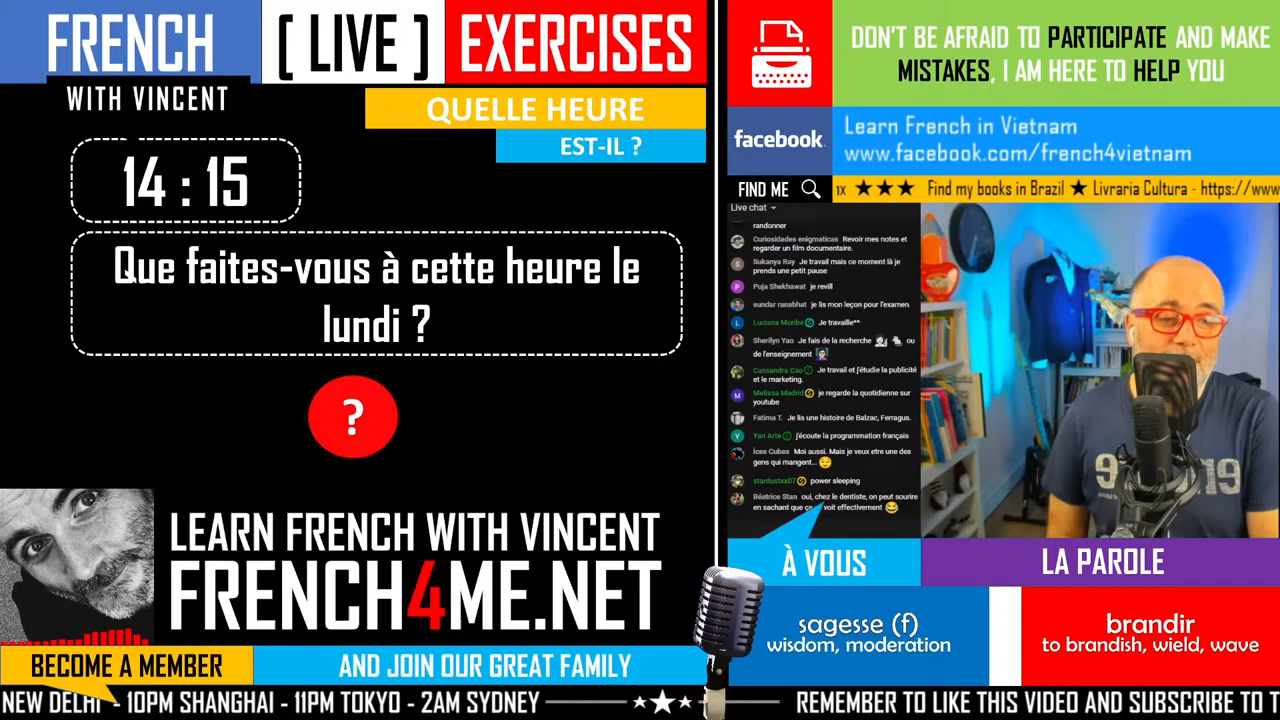 FRENCH
WITH VINCENT
[ LIVE ]
EXERCISES
QUELLE HEURE
EST-IL ?
14 : 15
Que faites-vous à cette heure le
lundi ?
?
LEARN FRENCH WITH VINCENT
FRENCH4ME.NET
BECOME A MEMBER
AND JOIN OUR GREAT FAMILY
DON'T BE AFRAID TO PARTICIPATE AND MAKE
MISTAKES, I AM HERE TO HELP YOU
facebook.
Learn French in Vietnam
www.facebook.com/french4vietnam
FIND ME
Find my books in Brazil ★ Livraria Cultura - https://www
Live chat
randonner
Curiosidades enigmaticas Revoir mes notes et
regarder un film documentaire.
S
Sukanya Ray Je travail mais ce moment là je
prends une petit pause
P
Puja Shekhawat je revill
sundar ranabhat je lis mon leçon pour l'examen
L
Luciana Moribe Je travaille**
Sherilyn Yao Je fais de la recherche ou
de l'enseignement
Cassandra Cao Je travail et j'étudie la publicité
et le marketing.
M
Melissa Madrid je regarde la quotidienne sur
youtube
Fatima T. Je lis une histoire de Balzac, Ferragus.
Y
Yan Arte j'écoute la programmation français
İces Cubes Moi aussi. Mais je veux etre une des
gens qui mangent...
stardustxx07 power sleeping
Béatrice Stan oui, chez le dentiste, on peut sourire
en sachant que voit effectivement
9 19
À VOUS
LA PAROLE
sagesse (f)
wisdom, moderation
brandir
to brandish, wield, wave
NEW DELHI - 10PM SHANGHAI - 11PM TOKYO - 2AM SYDNEY
REMEMBER TO LIKE THIS VIDEO AND SUBSCRIBE TO T